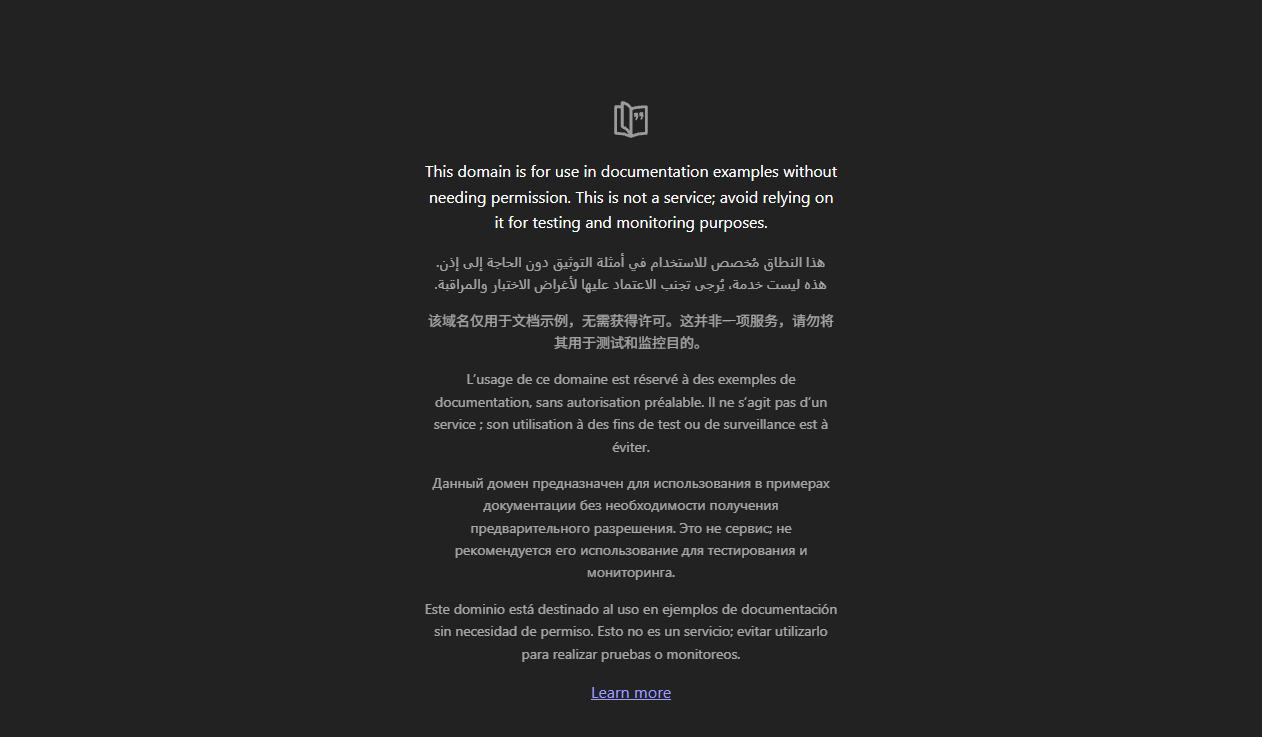 This domain is for use in documentation examples without
needing permission. This is not a service; avoid relying on
it for testing and monitoring purposes.
هذا النطاق مُخصص للاستخدام في أمثلة التوثيق دون الحاجة إلى إذن.
هذه ليست خدمة، يُرجى تجنب الاعتماد عليها لأغراض الاختبار والمراقبة.
该域名仅用于文档示例，无需获得许可。这并非一项服务，请勿将
其用于测试和监控目的。
L’usage de ce domaine est réservé à des exemples de
documentation, sans autorisation préalable. Il ne s’agit pas d’un
service ; son utilisation à des fins de test ou de surveillance est à
éviter.
Данный домен предназначен для использования в примерах
документации без необходимости получения
предварительного разрешения. Это не сервис; не
рекомендуется его использование для тестирования и
мониторинга.
Este dominio está destinado al uso en ejemplos de documentación
sin necesidad de permiso. Esto no es un servicio; evitar utilizarlo
para realizar pruebas o monitoreos.
Learn more